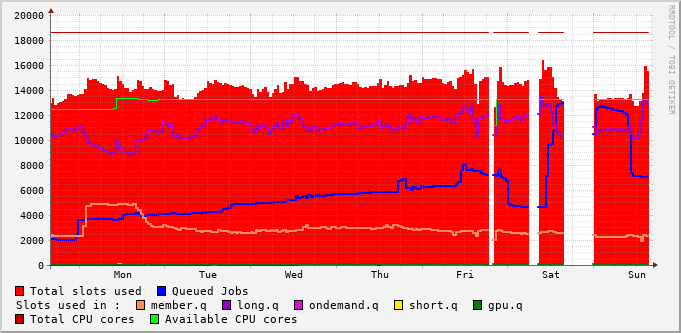 RRDTOOL / TOBI OETIKER
20000
18000
16000
14000
12000
10000
8000
6000
4000
2000
0
Mon Tue Wed Thu Fri Sat Sun
Total slots used Queued Jobs
Slots used in : member.q long.q ondemand.q short.q gpu.q
Total CPU cores Available CPU cores